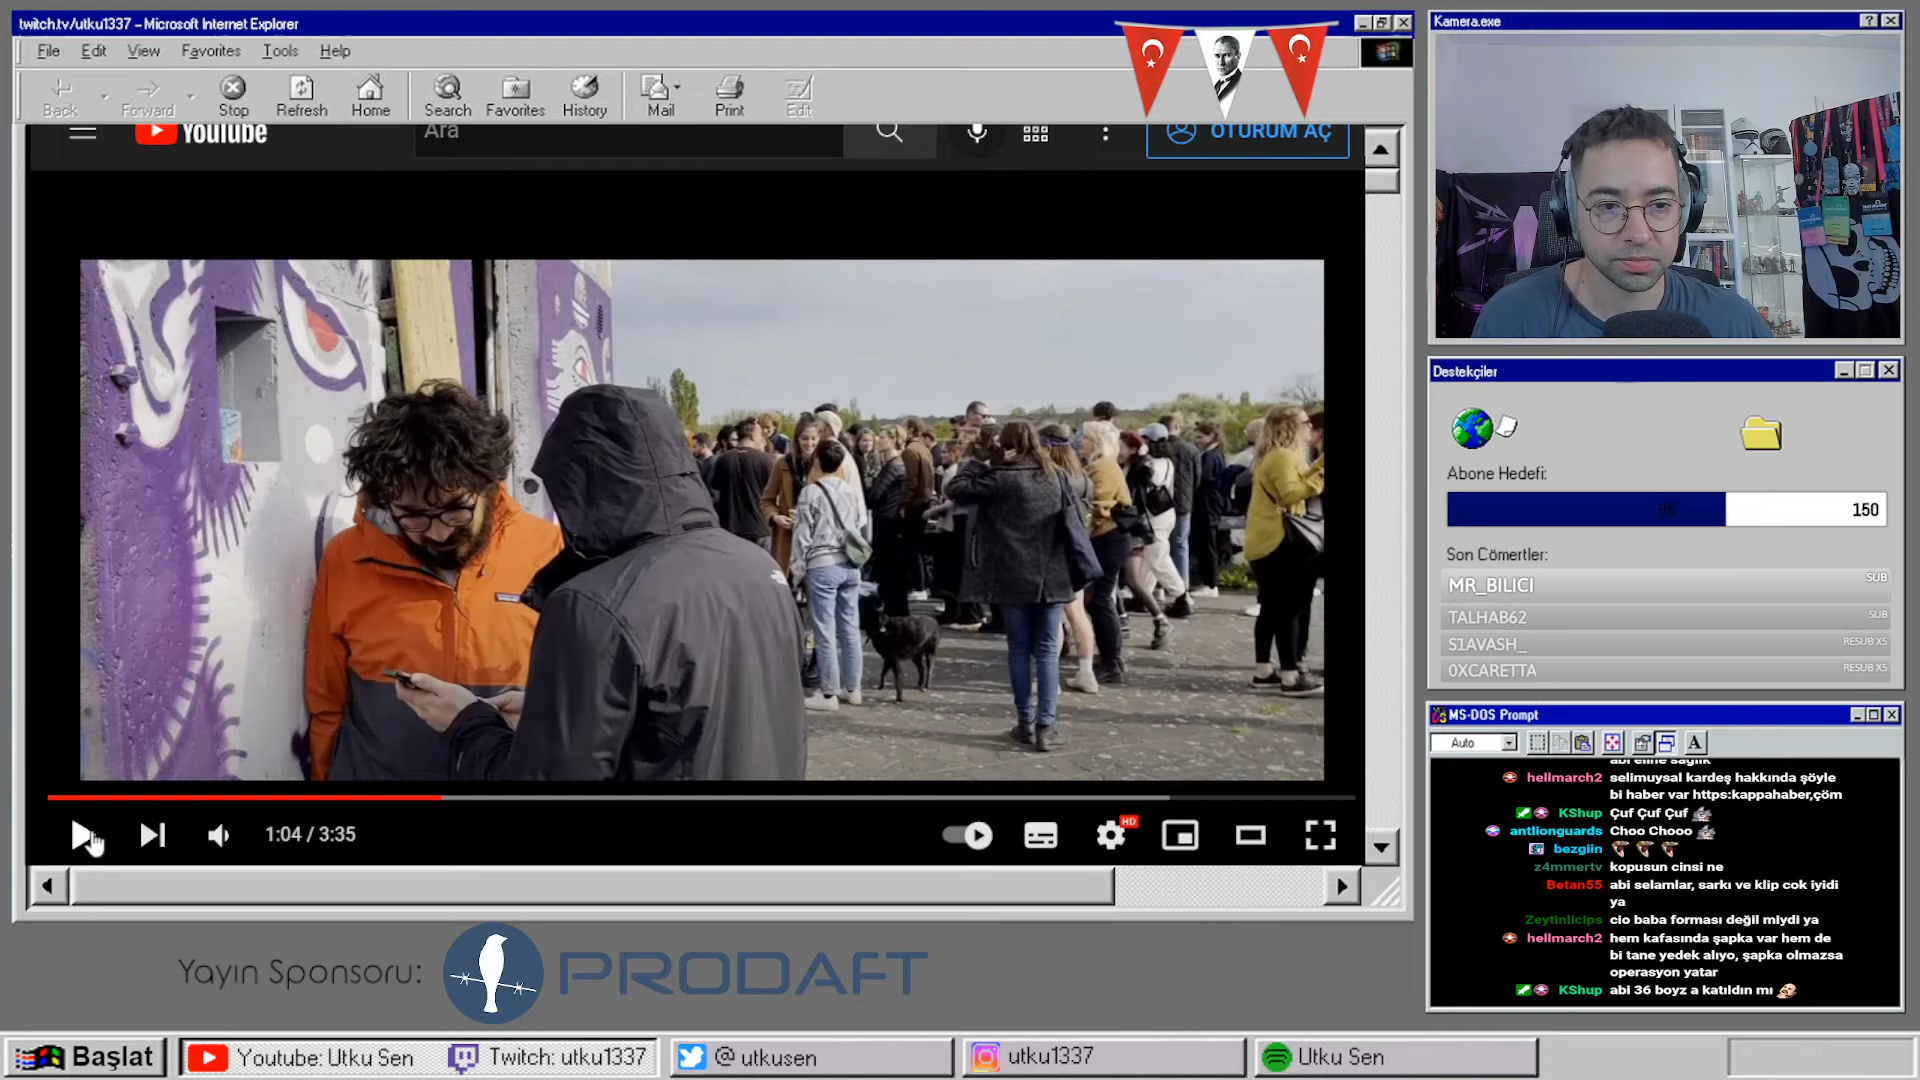 twitch.tv/utku1337 – Microsoft Internet Explorer
File Edit View Favorites Tools Help
Back Forward Stop Refresh Home Search Favorites History Mail Print Edit
YouTube
Ara
OTURUM AÇ
1:04 / 3:35
HD
Kamera.exe
Destekçiler
Abone Hedefi:
150
Son Cömertler:
MR_BILICI SUB
TALHAB62 SUB
S1AVASH_ RESUB X5
0XCARETTA RESUB X5
MS-DOS Prompt
Auto
A
abi eline sağlık
hellmarch2 selimuysal kardeş hakkında şöyle
bi haber var https:kappahaber,çöm
KShup Çuf Çuf Çuf
antlionguards Choo Chooo
bezgiin
z4mmertv kopusun cinsi ne
Betan55 abi selamlar, sarkı ve klip cok iyidi
ya
Zeytinlicips cio baba forması değil miydi ya
hellmarch2 hem kafasında şapka var hem de
bi tane yedek alıyo, şapka olmazsa
operasyon yatar
KShup abi 36 boyz a katıldın mı
Yayın Sponsoru: PRODAFT
Başlat
Youtube: Utku Sen
Twitch: utku1337
@ utkusen
utku1337
Utku Sen